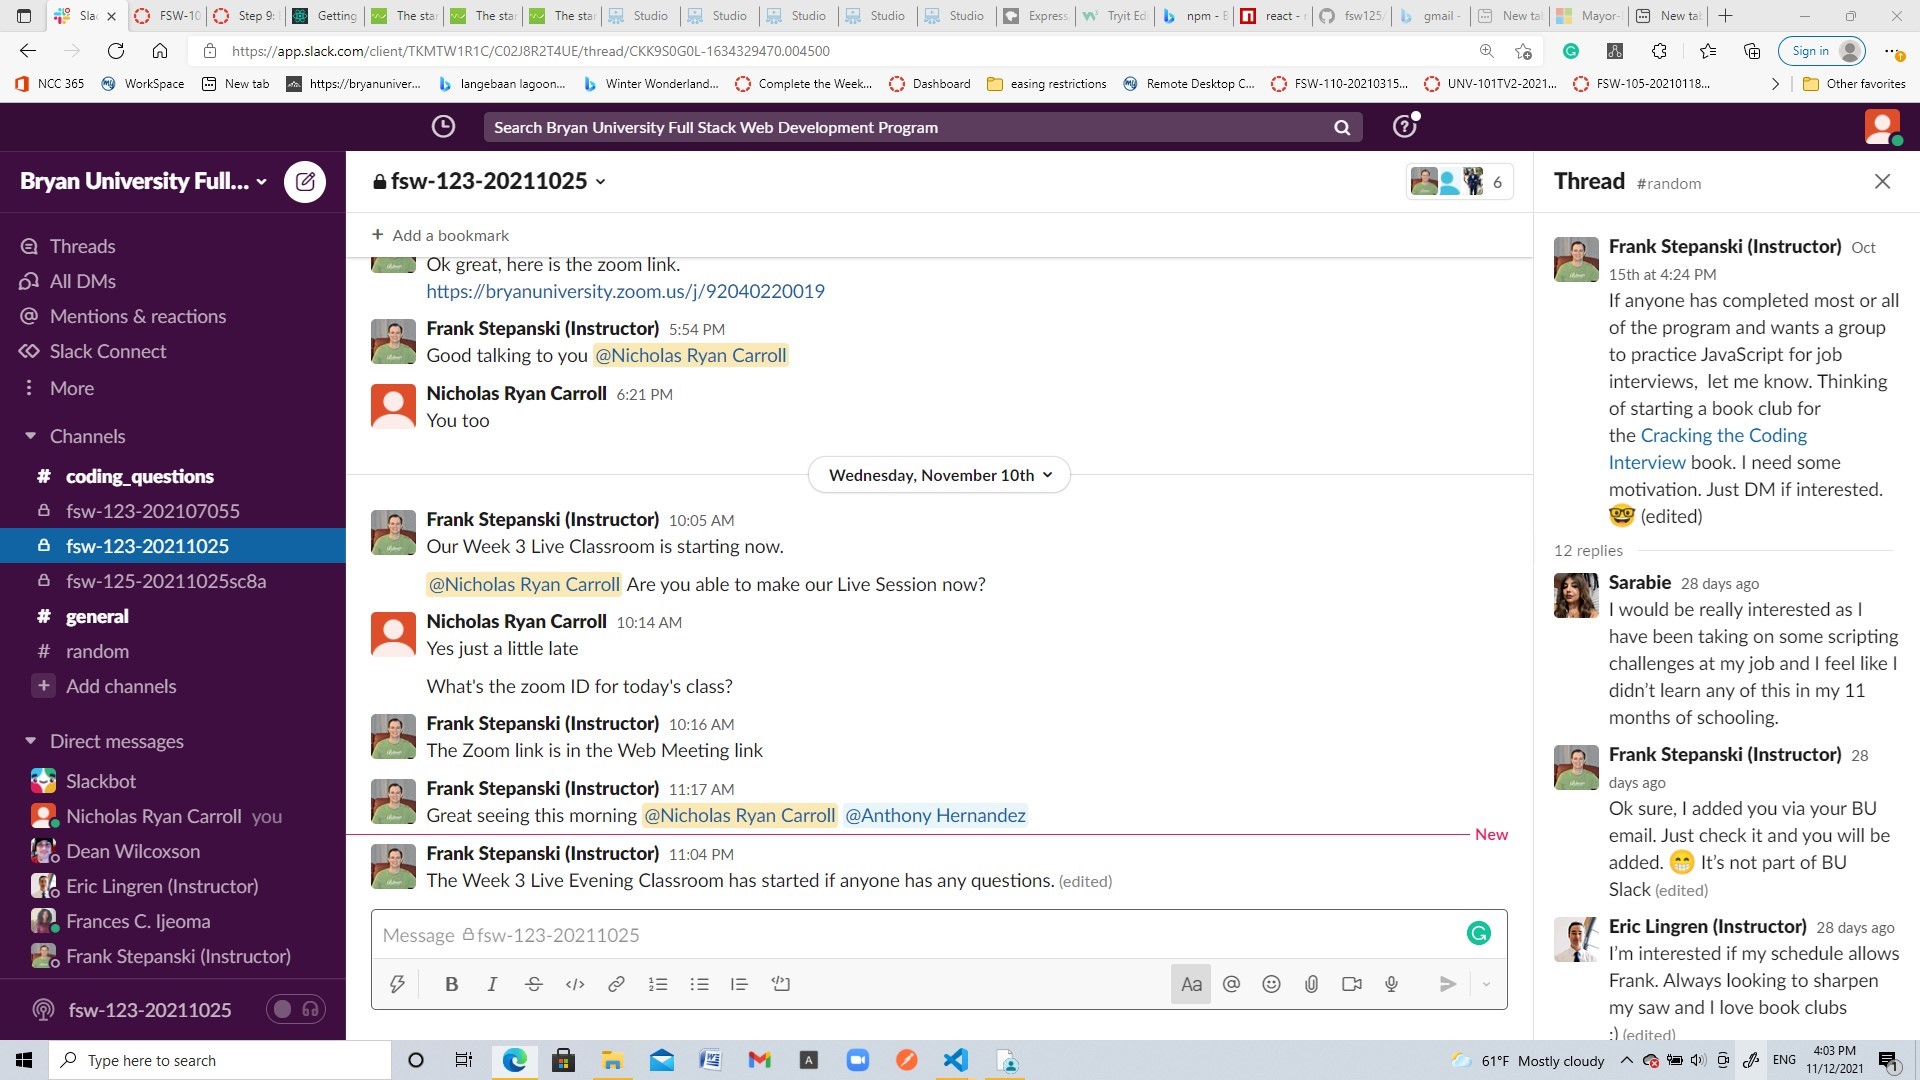 Sla
FSW-10
Step 9:
Getting
The sta
The sta
The sta
Studio
Studio
Studio
Studio
Studio
Express
Tryit Ed
npm - B
react - n
fsw125/
gmail -
New tab
Mayor-
New tab
https://app.slack.com/client/TKMTW1R1C/C02J8R2T4UE/thread/CKK9S0G0L-1634329470.004500
Sign in
NCC 365
WorkSpace
New tab
https://bryanuniver...
langebaan lagoon...
Winter Wonderland...
Complete the Week...
Dashboard
easing restrictions
Remote Desktop C...
FSW-110-20210315...
UNV-101TV2-2021...
FSW-105-20210118...
Other favorites
Search Bryan University Full Stack Web Development Program
Bryan University Full...
Threads
All DMs
Mentions & reactions
Slack Connect
More
Channels
# coding_questions
fsw-123-202107055
fsw-123-20211025
fsw-125-20211025sc8a
# general
# random
+ Add channels
Direct messages
Slackbot
Nicholas Ryan Carroll you
Dean Wilcoxson
Eric Lingren (Instructor)
Frances C. Ijeoma
Frank Stepanski (Instructor)
fsw-123-20211025
fsw-123-20211025
6
+ Add a bookmark
Ok great, here is the zoom link.
https://bryanuniversity.zoom.us/j/92040220019
Frank Stepanski (Instructor) 5:54 PM
Good talking to you @Nicholas Ryan Carroll
Nicholas Ryan Carroll 6:21 PM
You too
Wednesday, November 10th
Frank Stepanski (Instructor) 10:05 AM
Our Week 3 Live Classroom is starting now.
@Nicholas Ryan Carroll Are you able to make our Live Session now?
Nicholas Ryan Carroll 10:14 AM
Yes just a little late
What's the zoom ID for today's class?
Frank Stepanski (Instructor) 10:16 AM
The Zoom link is in the Web Meeting link
Frank Stepanski (Instructor) 11:17 AM
Great seeing this morning @Nicholas Ryan Carroll @Anthony Hernandez
New
Frank Stepanski (Instructor) 11:04 PM
The Week 3 Live Evening Classroom has started if anyone has any questions. (edited)
Message fsw-123-20211025
B I S </> Aa @
Thread #random
Frank Stepanski (Instructor) Oct
15th at 4:24 PM
If anyone has completed most or all
of the program and wants a group
to practice JavaScript for job
interviews, let me know. Thinking
of starting a book club for
the Cracking the Coding
Interview book. I need some
motivation. Just DM if interested.
🤓 (edited)
12 replies
Sarabie 28 days ago
I would be really interested as I
have been taking on some scripting
challenges at my job and I feel like I
didn't learn any of this in my 11
months of schooling.
Frank Stepanski (Instructor) 28
days ago
Ok sure, I added you via your BU
email. Just check it and you will be
added. 😁 It's not part of BU
Slack (edited)
Eric Lingren (Instructor) 28 days ago
I'm interested if my schedule allows
Frank. Always looking to sharpen
my saw and I love book clubs
:) (edited)
Type here to search
61°F Mostly cloudy
ENG
4:03 PM
11/12/2021
1